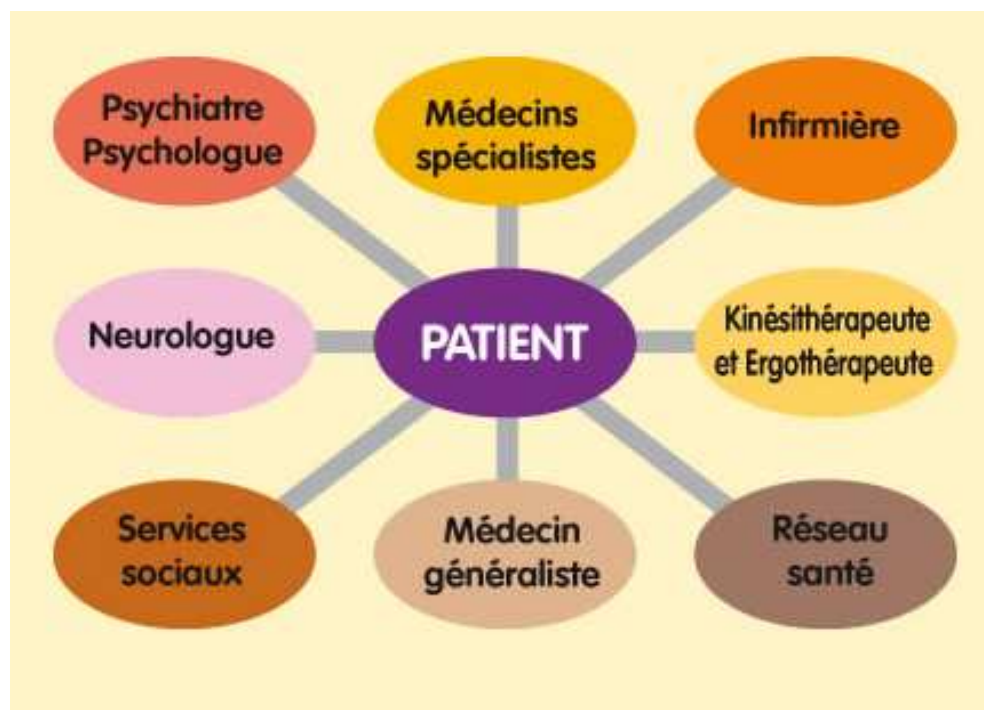 Psychiatre
Psychologue
Médecins
spécialistes
Infirmière
Neurologue
PATIENT
Kinésithérapeute
et Ergothérapeute
Services
sociaux
Médecin
généraliste
Réseau
santé